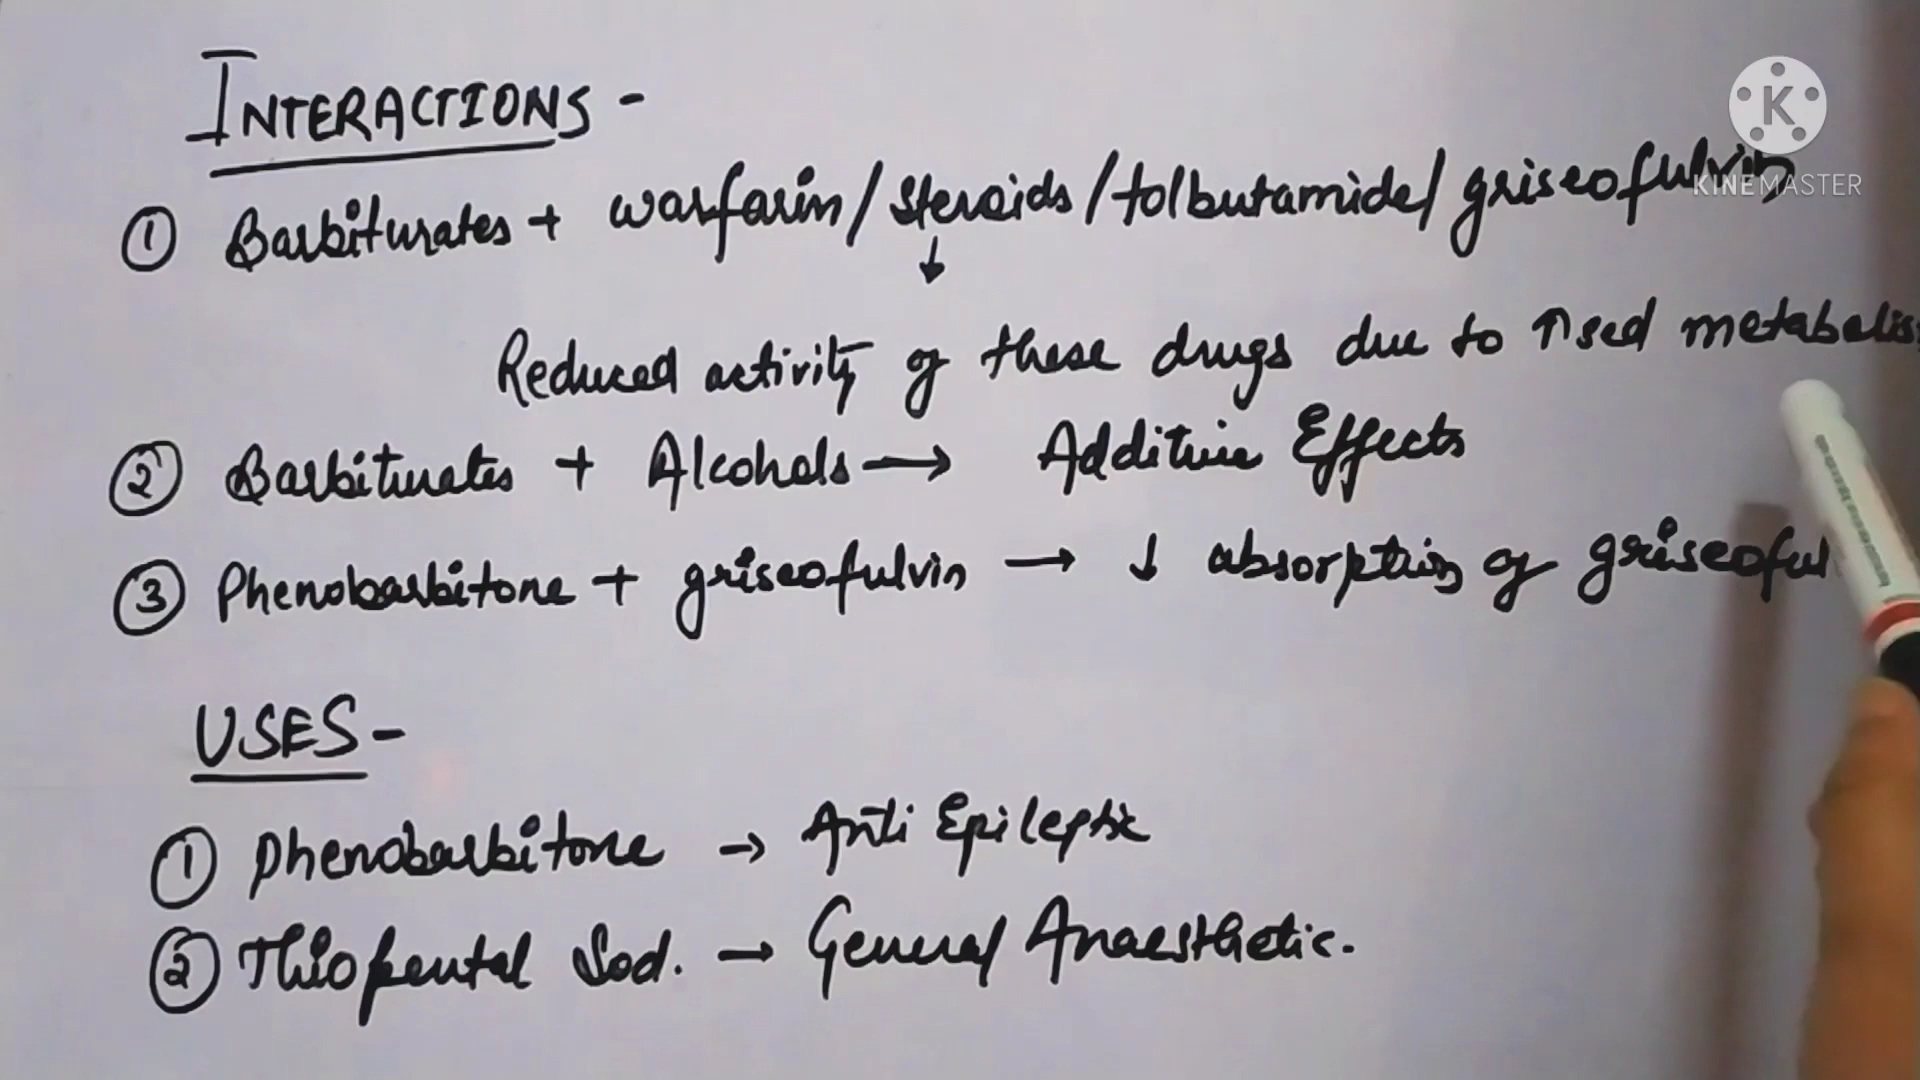 INTERACTIONS -
K
KINEMASTER
① Barbiturates + warfarin/steroids/tolbutamide/griseofulvin
↓
Reduced activity of these drugs due to ↑sed metabolis
② Barbiturates + Alcohols → Additive Effects
③ Phenobarbitone + griseofulvin → ↓ absorption of griseoful
USES -
① Phenobarbitone → Anti Epileptic
② Thiopental Sod. → General Anaesthetic.